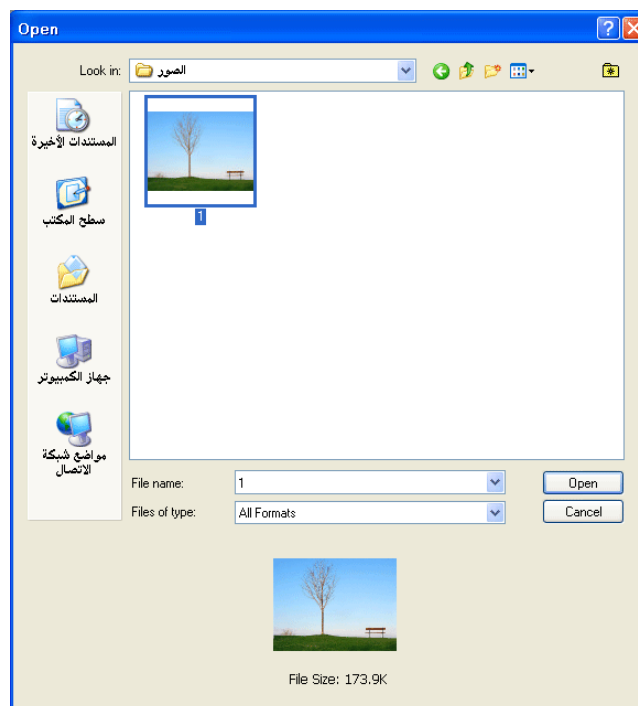 Open
Look in:
الصور
المستندات الأخيرة
سطح المكتب
المستندات
جهاز الكمبيوتر
مواضع شبكة
الاتصال
1
File name:
1
Open
Files of type:
All Formats
Cancel
File Size: 173.9K